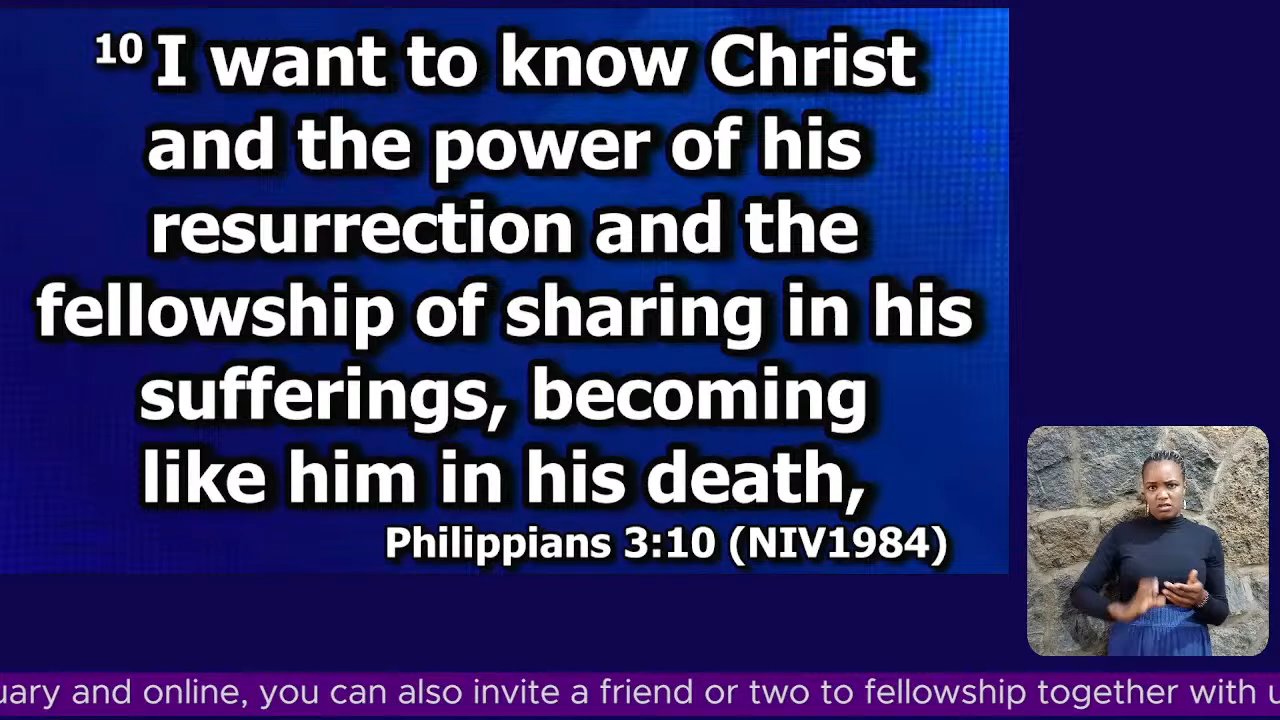 10 I want to know Christ
and the power of his
resurrection and the
fellowship of sharing in his
sufferings, becoming
like him in his death,
Philippians 3:10 (NIV1984)
and online, you can also invite a friend or two to fellowship together with